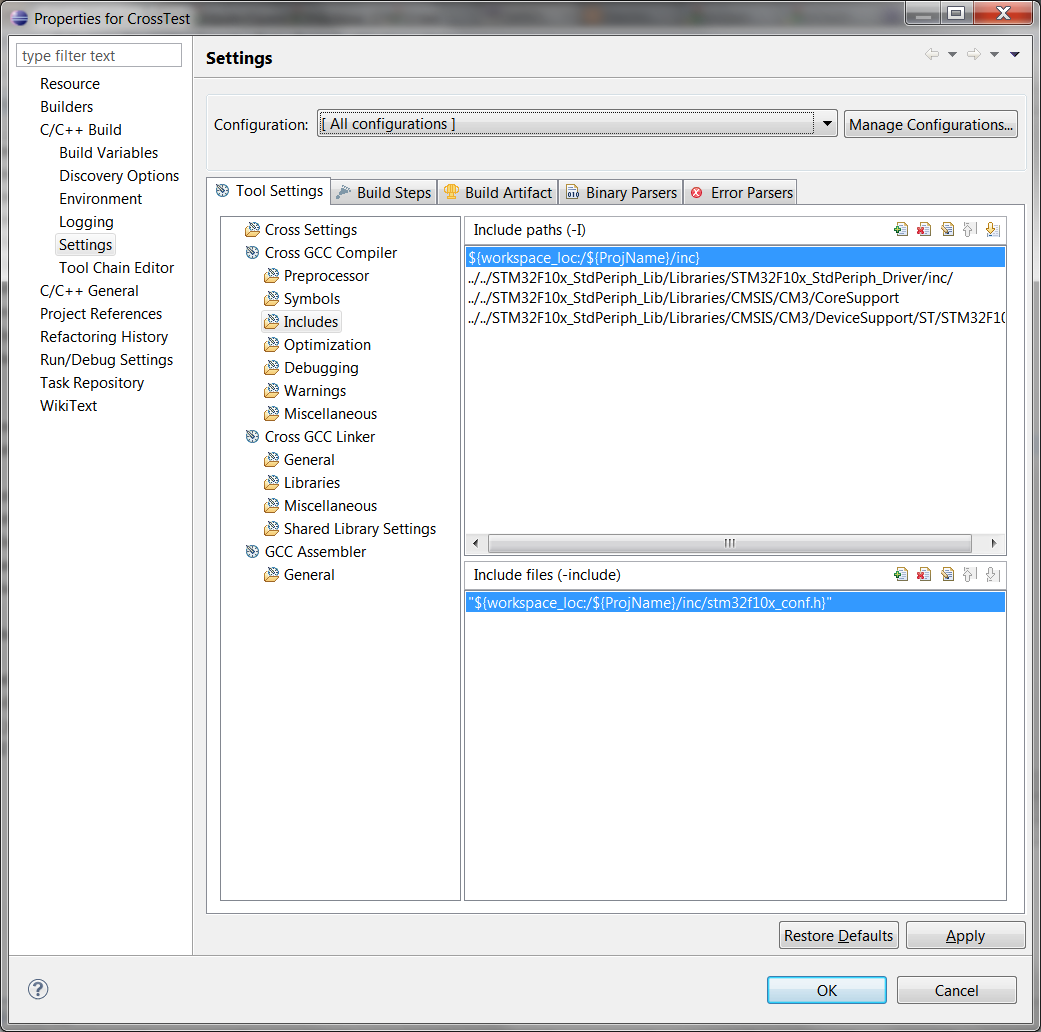 Properties for CrossTest
type filter text
Resource
Builders
C/C++ Build
Build Variables
Discovery Options
Environment
Logging
Settings
Tool Chain Editor
C/C++ General
Project References
Refactoring History
Run/Debug Settings
Task Repository
WikiText
Settings
Configuration: [ All configurations ] Manage Configurations...
Tool Settings Build Steps Build Artifact Binary Parsers Error Parsers
Cross Settings
Cross GCC Compiler
Preprocessor
Symbols
Includes
Optimization
Debugging
Warnings
Miscellaneous
Cross GCC Linker
General
Libraries
Miscellaneous
Shared Library Settings
GCC Assembler
General
Include paths (-I)
${workspace_loc:/${ProjName}/inc}
../../STM32F10x_StdPeriph_Lib/Libraries/STM32F10x_StdPeriph_Driver/inc/
../../STM32F10x_StdPeriph_Lib/Libraries/CMSIS/CM3/CoreSupport
../../STM32F10x_StdPeriph_Lib/Libraries/CMSIS/CM3/DeviceSupport/ST/STM32F10
Include files (-include)
"${workspace_loc:/${ProjName}/inc/stm32f10x_conf.h}"
Restore Defaults Apply
OK Cancel